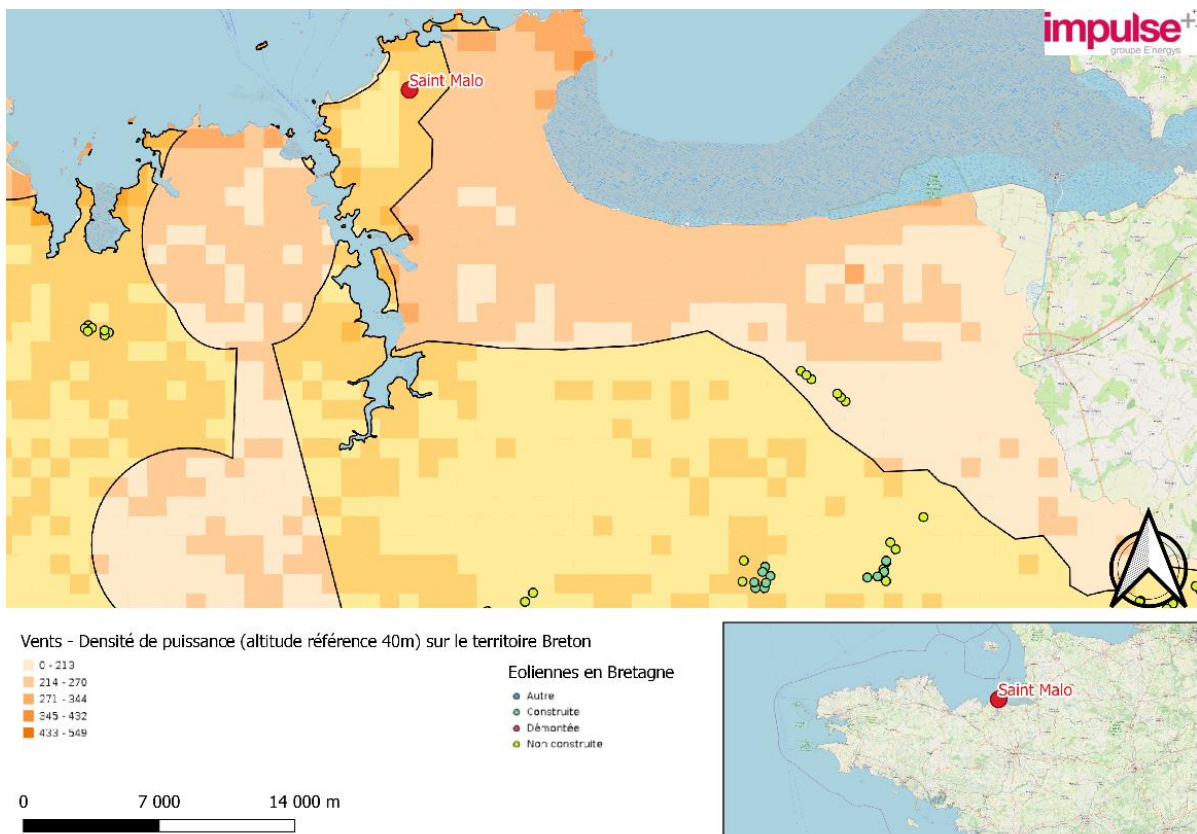 impulse+
groupe E'nergys
Saint Malo
Vents - Densité de puissance (altitude référence 40m) sur le territoire Breton
0 - 213
214 - 270
271 - 344
345 - 432
433 - 549
Eoliennes en Bretagne
Autre
Construite
Démontée
Non construite
Saint Malo
0 7 000 14 000 m